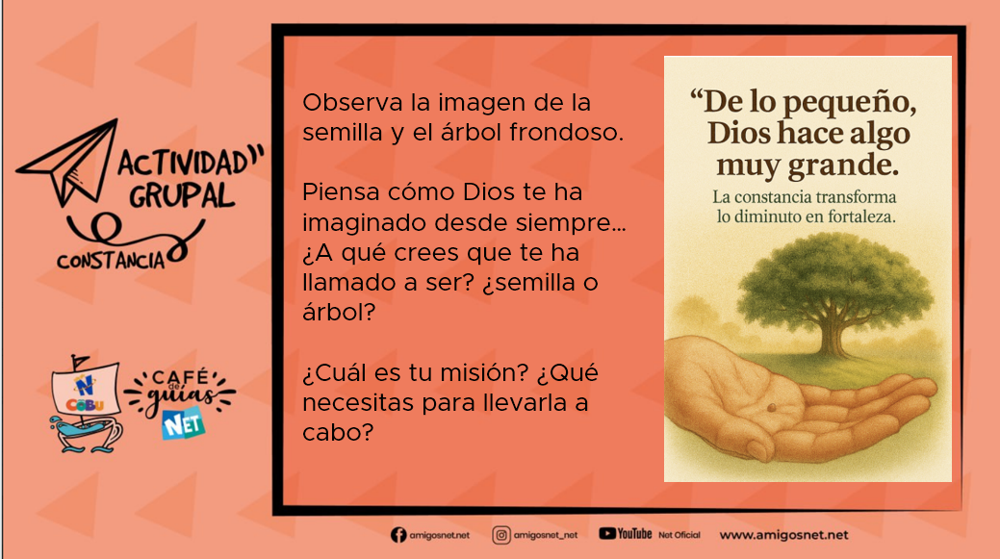 ACTIVIDAD"
GRUPAL
CONSTANCIA
Observa la imagen de la
semilla y el árbol frondoso.
Piensa cómo Dios te ha
imaginado desde siempre...
¿A qué crees que te ha
llamado a ser? ¿semilla o
árbol?
¿Cuál es tu misión? ¿Qué
necesitas para llevarla a
cabo?
“De lo pequeño,
Dios hace algo
muy grande.
La constancia transforma
lo diminuto en fortaleza.
N
COBU
CAFÉ
de
guías
NET
amigosnet.net
amigosnet_net
YouTube Net Oficial
www.amigosnet.net